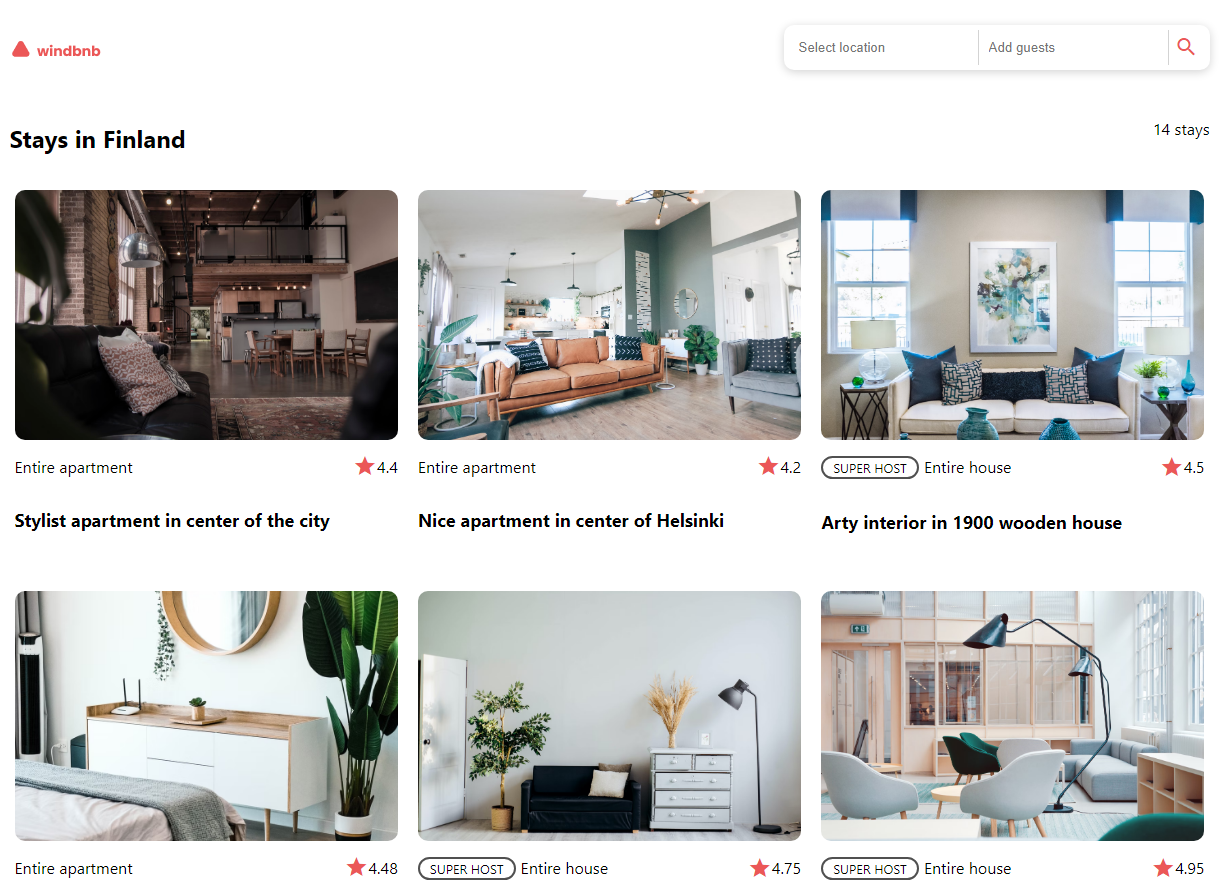 windbnb
Select location
Add guests
Stays in Finland
14 stays
Entire apartment 4.4
Entire apartment 4.2
SUPER HOST Entire house 4.5
Stylist apartment in center of the city
Nice apartment in center of Helsinki
Arty interior in 1900 wooden house
Entire apartment 4.48
SUPER HOST Entire house 4.75
SUPER HOST Entire house 4.95